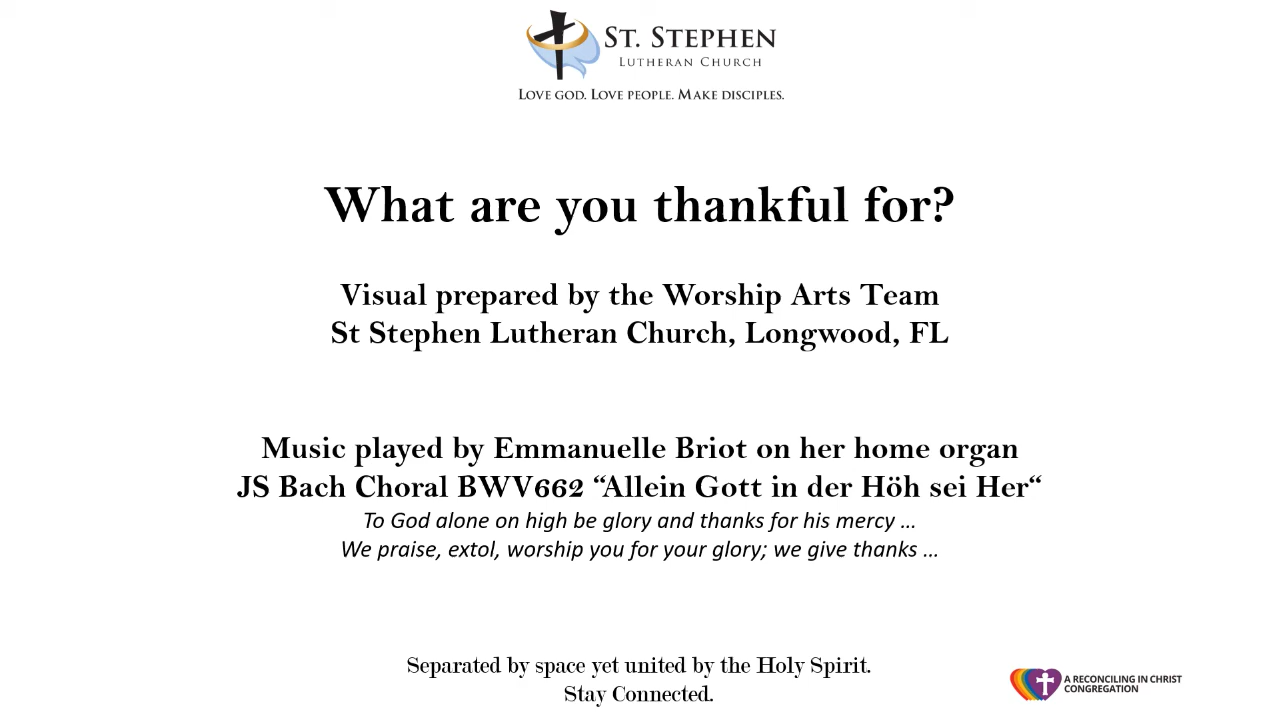 ST. STEPHEN
LUTHERAN CHURCH
LOVE GOD. LOVE PEOPLE. MAKE DISCIPLES.
What are you thankful for?
Visual prepared by the Worship Arts Team
St Stephen Lutheran Church, Longwood, FL
Music played by Emmanuelle Briot on her home organ
JS Bach Choral BWV662 “Allein Gott in der Höh sei Her“
To God alone on high be glory and thanks for his mercy ...
We praise, extol, worship you for your glory; we give thanks ...
Separated by space yet united by the Holy Spirit.
Stay Connected.
A RECONCILING IN CHRIST
CONGREGATION